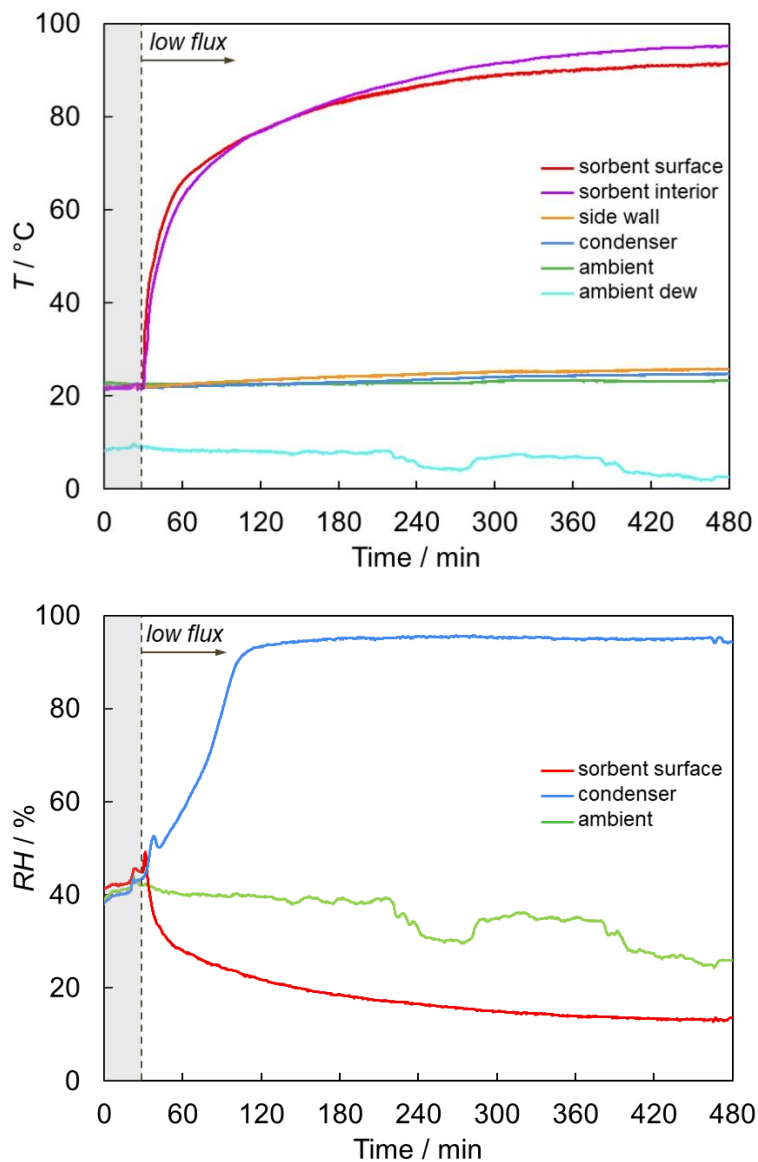 100
low flux
80
sorbent surface
sorbent interior
60
side wall
condenser
T / °C
ambient
40
ambient dew
20
0
0 60 120 180 240 300 360 420 480
Time / min
100
low flux
80
sorbent surface
60
condenser
RH / %
ambient
40
20
0
0 60 120 180 240 300 360 420 480
Time / min